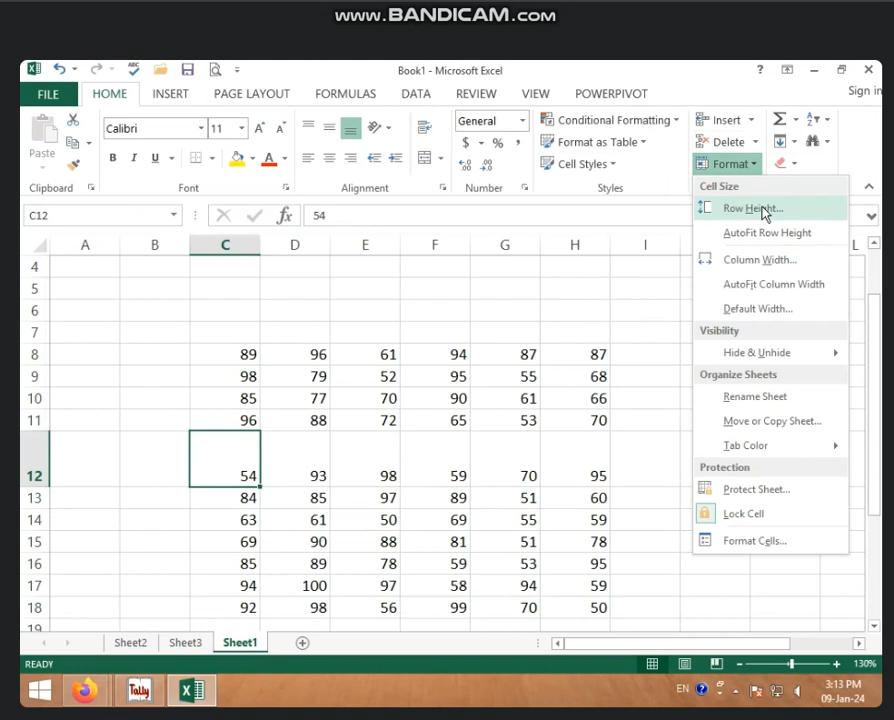 www.BANDICAM.com
Book1 - Microsoft Excel
?
Sign in
FILE HOME INSERT PAGE LAYOUT FORMULAS DATA REVIEW VIEW POWERPIVOT
Paste
Clipboard
Calibri 11
B I U
Font
Alignment
General
$ % ,
Number
Conditional Formatting
Format as Table
Cell Styles
Styles
Insert
Delete
Format
Cell Size
Row Height...
AutoFit Row Height
Column Width...
AutoFit Column Width
Default Width...
Visibility
Hide & Unhide
Organize Sheets
Rename Sheet
Move or Copy Sheet...
Tab Color
Protection
Protect Sheet...
Lock Cell
Format Cells...
C12 fx 54
A B C D E F G H I L
4
5
6
7
8 89 96 61 94 87 87
9 98 79 52 95 55 68
10 85 77 70 90 61 66
11 96 88 72 65 53 70
12 54 93 98 59 70 95
13 84 85 97 89 51 60
14 63 61 50 69 55 59
15 69 90 88 81 51 78
16 85 89 78 59 53 95
17 94 100 97 58 94 59
18 92 98 56 99 70 50
19
Sheet2 Sheet3 Sheet1
READY 130%
Tally
EN
3:13 PM
09-Jan-24